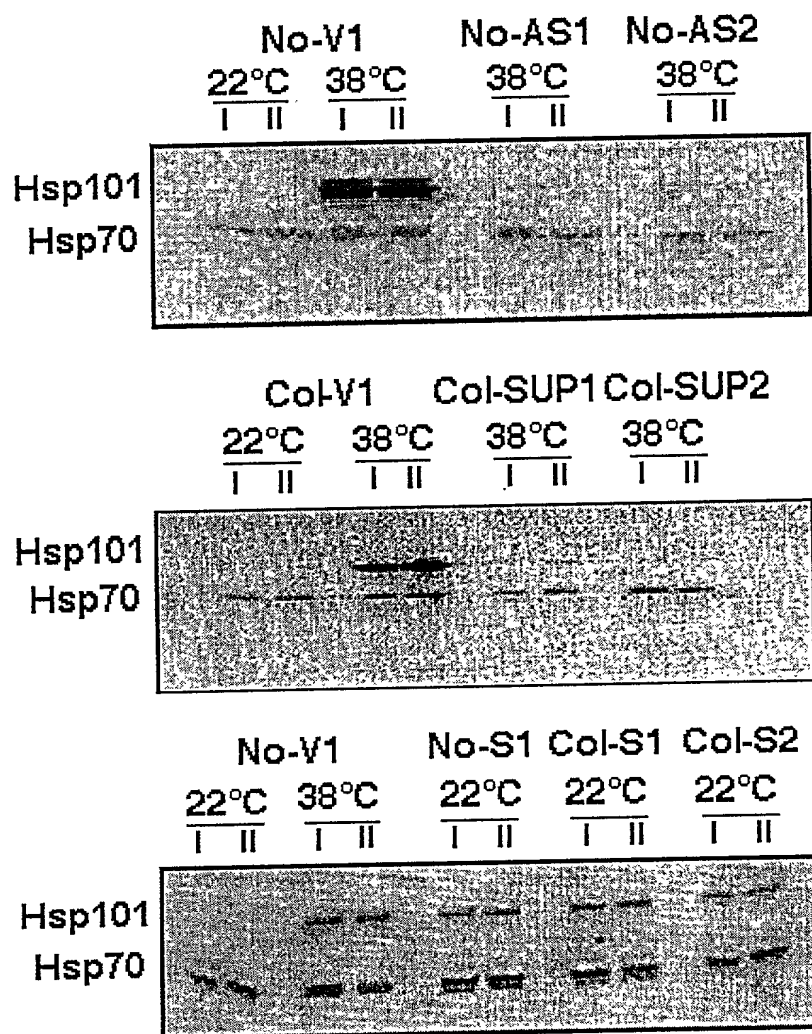 No-V1 No-AS1 No-AS2
22°C 38°C 38°C 38°C
I II I II I II I II
Hsp101
Hsp70
Col-V1 Col-SUP1 Col-SUP2
22°C 38°C 38°C 38°C
I II I II I II I II
Hsp101
Hsp70
No-V1 No-S1 Col-S1 Col-S2
22°C 38°C 22°C 22°C 22°C
I II I II I II I II I II
Hsp101
Hsp70